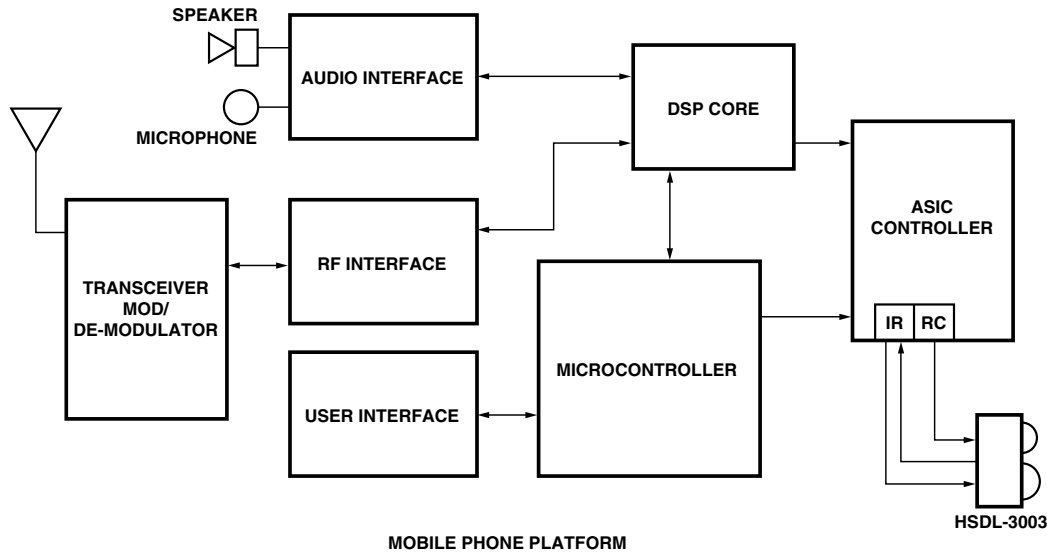 SPEAKER
AUDIO INTERFACE
MICROPHONE
DSP CORE
ASIC
CONTROLLER
TRANSCEIVER
MOD/
DE-MODULATOR
RF INTERFACE
IR
RC
MICROCONTROLLER
USER INTERFACE
HSDL-3003
MOBILE PHONE PLATFORM